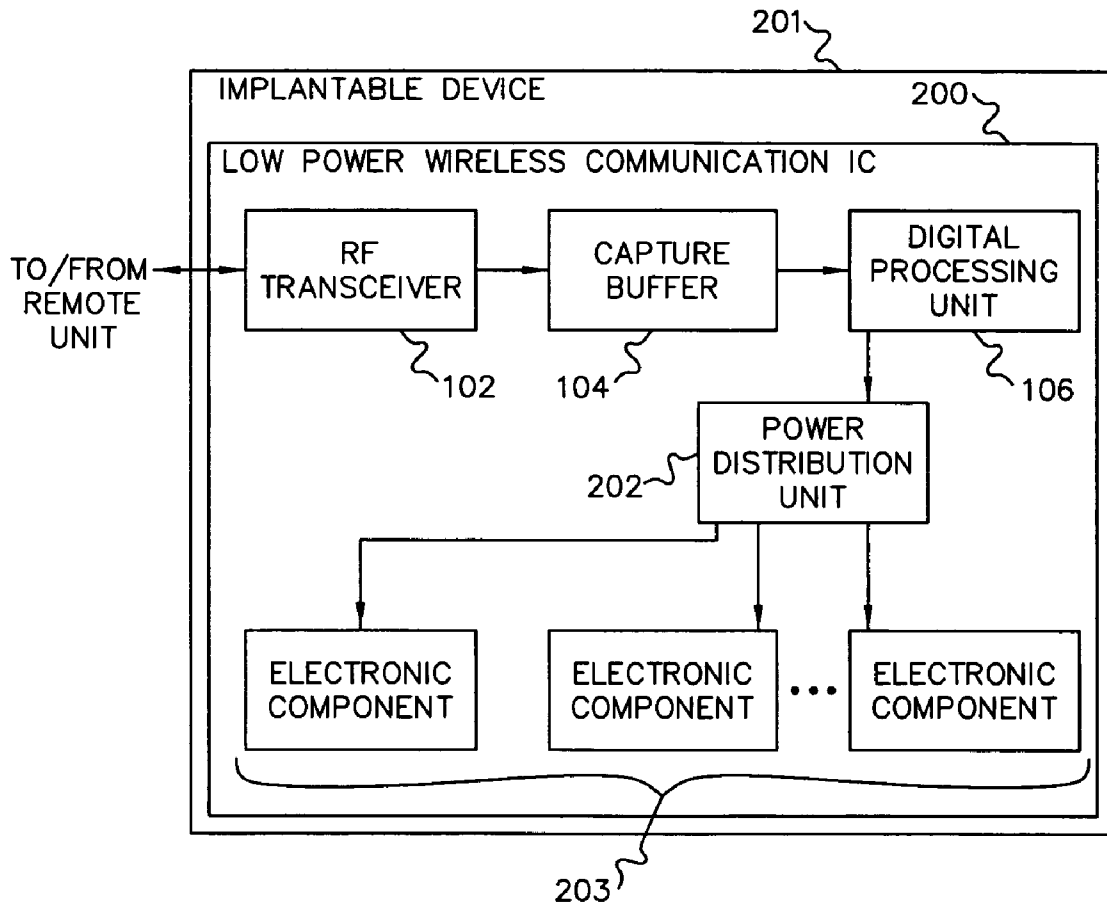 201
IMPLANTABLE DEVICE
200
LOW POWER WIRELESS COMMUNICATION IC
TO/FROM
REMOTE
UNIT
RF
TRANSCEIVER
CAPTURE
BUFFER
DIGITAL
PROCESSING
UNIT
102
104
106
POWER
DISTRIBUTION
UNIT
202
ELECTRONIC
COMPONENT
ELECTRONIC
COMPONENT
•••
ELECTRONIC
COMPONENT
203